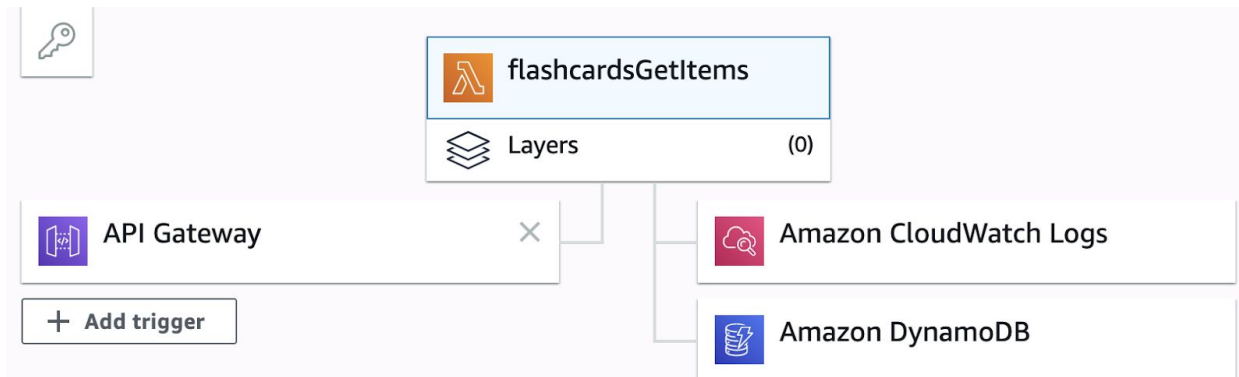 flashcardsGetItems
Layers (0)
API Gateway
Amazon CloudWatch Logs
Add trigger
Amazon DynamoDB